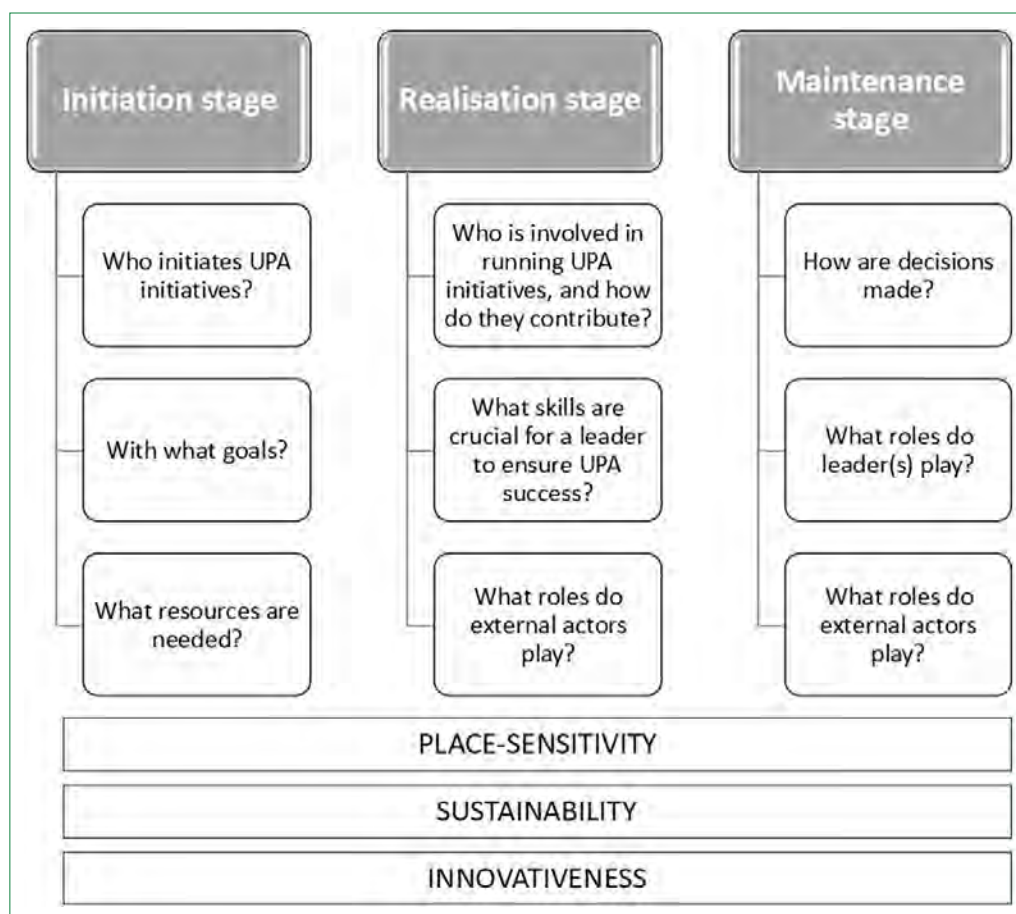 Initiation stage
Who initiates UPA
initiatives?
With what goals?
What resources are
needed?
Realisation stage
Who is involved in
running UPA
initiatives, and how
do they contribute?
What skills are
crucial for a leader
to ensure UPA
success?
What roles do
external actors
play?
Maintenance
stage
How are decisions
made?
What roles do
leader(s) play?
What roles do
external actors
play?
PLACE-SENSITIVITY
SUSTAINABILITY
INNOVATIVENESS